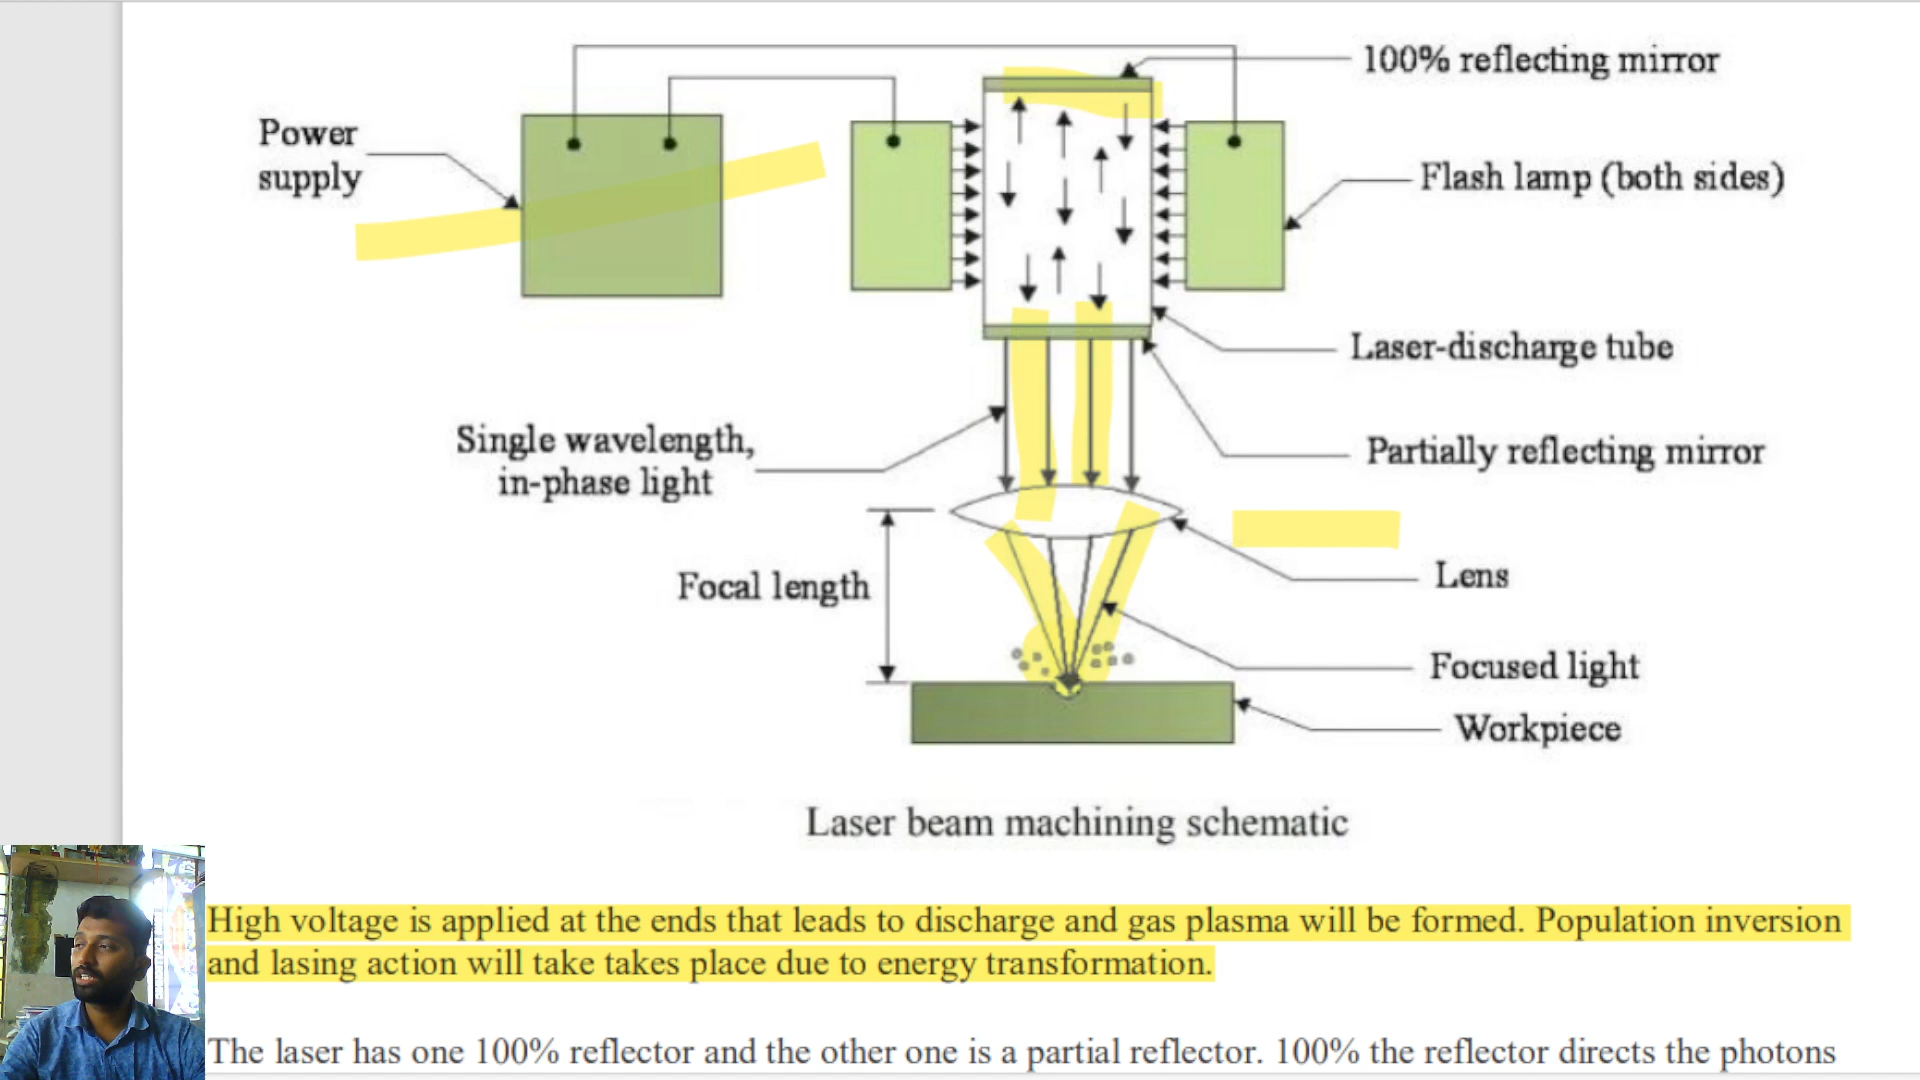 100% reflecting mirror
Power
supply
Flash lamp (both sides)
Laser-discharge tube
Single wavelength,
in-phase light
Partially reflecting mirror
Focal length
Lens
Focused light
Workpiece
Laser beam machining schematic
High voltage is applied at the ends that leads to discharge and gas plasma will be formed. Population inversion
and lasing action will take takes place due to energy transformation.
The laser has one 100% reflector and the other one is a partial reflector. 100% the reflector directs the photons